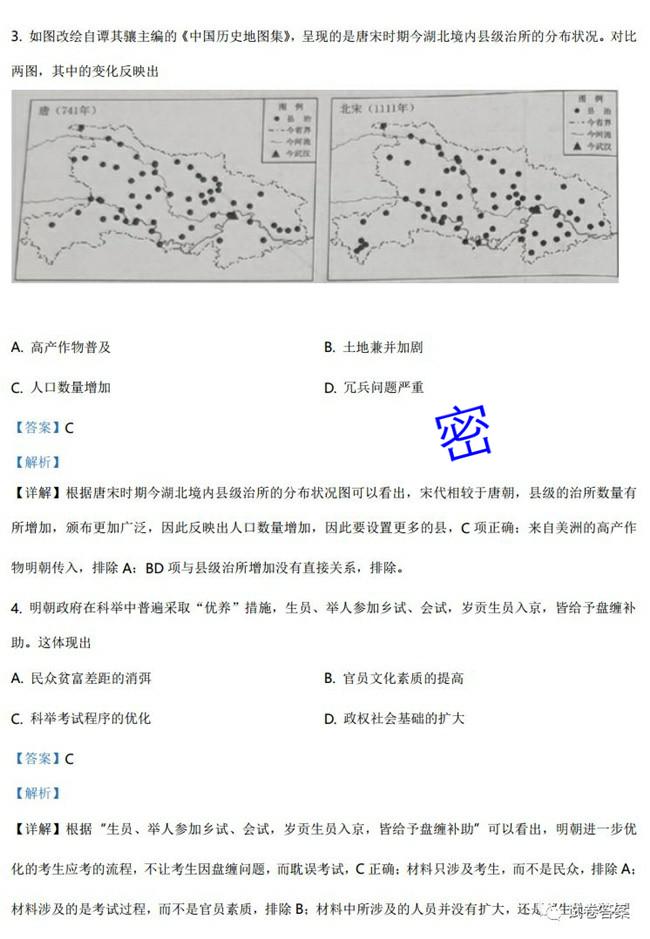 3. 如图改绘自谭其骧主编的《中国历史地图集》，呈现的是唐宋时期今湖北境内县级治所的分布状况。对比
两图，其中的变化反映出
唐（741年）
图 例
县 治
今省界
今河流
今武汉
北宋（1111年）
图 例
县 治
今省界
今河流
今武汉
A. 高产作物普及
B. 土地兼并加剧
C. 人口数量增加
D. 冗兵问题严重
【答案】C
密
【解析】
【详解】根据唐宋时期今湖北境内县级治所的分布状况图可以看出，宋代相较于唐朝，县级的治所数量有
所增加，颁布更加广泛，因此反映出人口数量增加，因此要设置更多的县，C 项正确；来自美洲的高产作
物明朝传入，排除 A；BD 项与县级治所增加没有直接关系，排除。
4. 明朝政府在科举中普遍采取“优养”措施，生员、举人参加乡试、会试，岁贡生员入京，皆给予盘缠补
助。这体现出
A. 民众贫富差距的消弭
B. 官员文化素质的提高
C. 科举考试程序的优化
D. 政权社会基础的扩大
【答案】C
【解析】
【详解】根据“生员、举人参加乡试、会试，岁贡生员入京，皆给予盘缠补助”可以看出，明朝进一步优
化的考生应考的流程，不让考生因盘缠问题，而耽误考试，C 正确；材料只涉及考生，而不是民众，排除 A；
材料涉及的是考试过程，而不是官员素质，排除 B；材料中所涉及的人员并没有扩大，还是“生
试卷答案